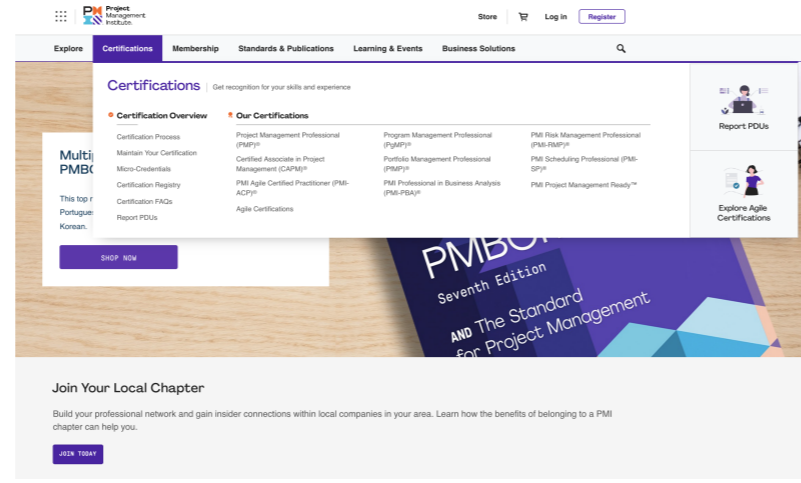 Project
Management
Institute.
Store
Log in
Register
Explore
Certifications
Membership
Standards & Publications
Learning & Events
Business Solutions
Certifications
Get recognition for your skills and experience
Certification Overview
Certification Process
Maintain Your Certification
Micro-Credentials
Certification Registry
Certification FAQs
Report PDUs
Our Certifications
Project Management Professional
(PMP)®
Certified Associate in Project
Management (CAPM)®
PMI Agile Certified Practitioner (PMI-
ACP)®
Agile Certifications
Program Management Professional
(PgMP)®
Portfolio Management Professional
(PfMP)®
PMI Professional in Business Analysis
(PMI-PBA)®
PMI Risk Management Professional
(PMI-RMP)®
PMI Scheduling Professional (PMI-
SP)®
PMI Project Management Ready™
Report PDUs
Explore Agile
Certifications
This top
Korean.
SHOP NOW
Seventh Edition
AND The Standard
for Project Management
Join Your Local Chapter
Build your professional network and gain insider connections within local companies in your area. Learn how the benefits of belonging to a PMI
chapter can help you.
JOIN TODAY